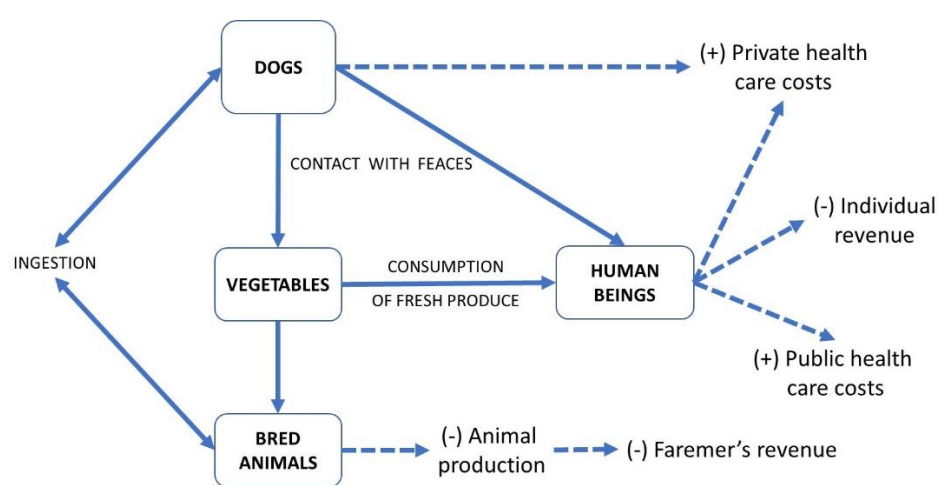 DOGS
(+) Private health
care costs
CONTACT WITH FEACES
(-) Individual
revenue
INGESTION
VEGETABLES
CONSUMPTION
OF FRESH PRODUCE
HUMAN
BEINGS
(+) Public health
care costs
BRED
ANIMALS
(-) Animal
production
(-) Faremer's revenue